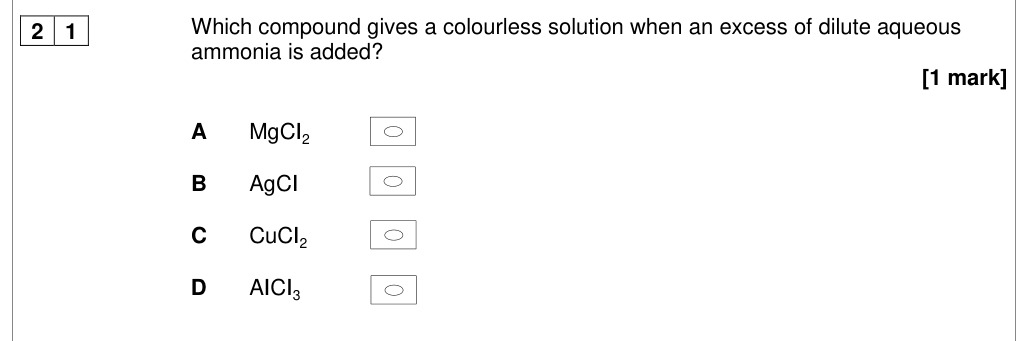 2 1 Which compound gives a colourless solution when an excess of dilute aqueous
ammonia is added?
[1 mark]
A MgCl₂
B AgCl
C CuCl₂
D AlCl₃